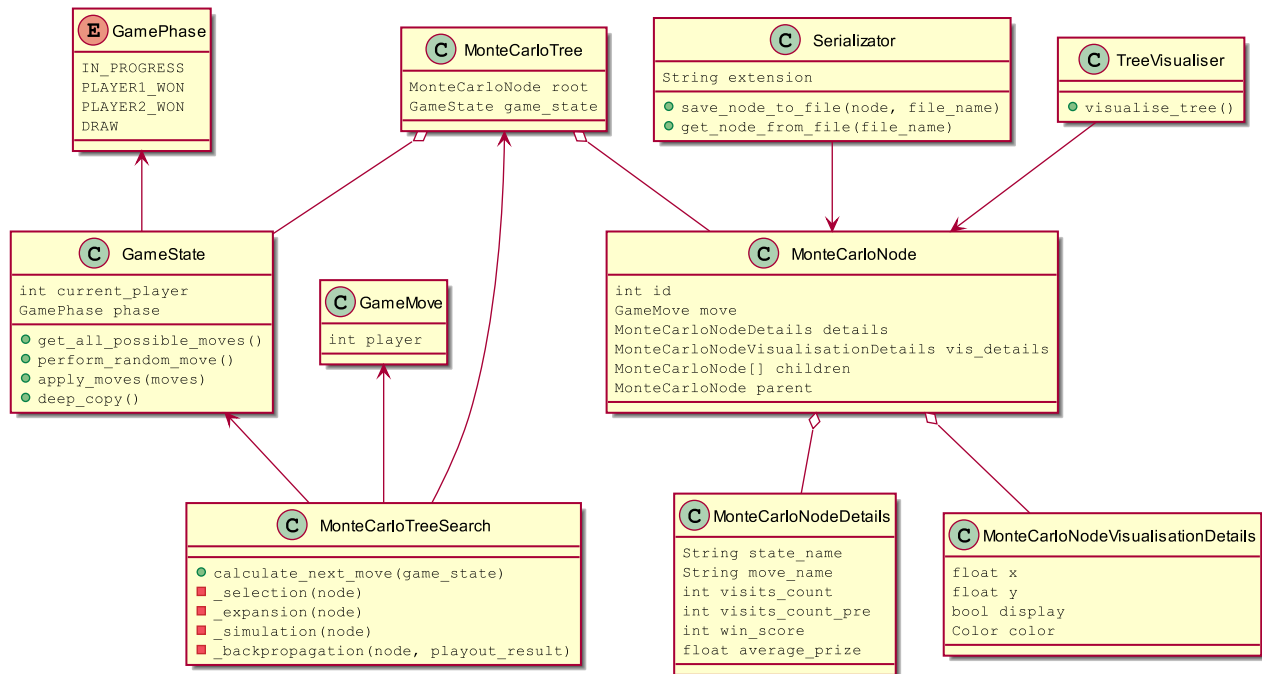 E GamePhase
IN_PROGRESS
PLAYER1_WON
PLAYER2_WON
DRAW
C MonteCarloTree
MonteCarloNode root
GameState game_state
C Serializator
String extension
save_node_to_file(node, file_name)
get_node_from_file(file_name)
C TreeVisualiser
visualise_tree()
C GameState
int current_player
GamePhase phase
get_all_possible_moves()
perform_random_move()
apply_moves(moves)
deep_copy()
C GameMove
int player
C MonteCarloNode
int id
GameMove move
MonteCarloNodeDetails details
MonteCarloNodeVisualisationDetails vis_details
MonteCarloNode[] children
MonteCarloNode parent
C MonteCarloTreeSearch
calculate_next_move(game_state)
_selection(node)
_expansion(node)
_simulation(node)
_backpropagation(node, playout_result)
C MonteCarloNodeDetails
String state_name
String move_name
int visits_count
int visits_count_pre
int win_score
float average_prize
C MonteCarloNodeVisualisationDetails
float x
float y
bool display
Color color